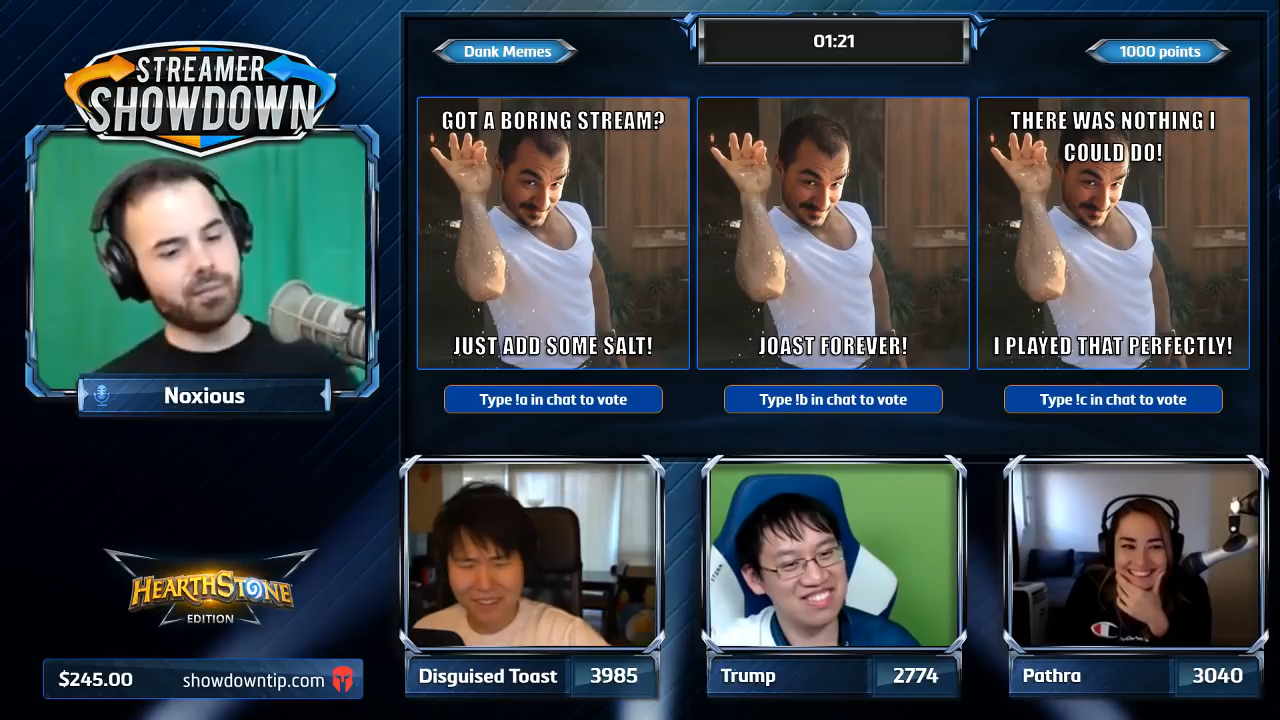 STREAMER
SHOWDOWN
Dank Memes
01:21
1000 points
GOT A BORING STREAM?
JUST ADD SOME SALT!
JOAST FOREVER!
THERE WAS NOTHING I
COULD DO!
I PLAYED THAT PERFECTLY!
Type !a in chat to vote
Type !b in chat to vote
Type !c in chat to vote
Noxious
HEARTHSTONE
EDITION
$245.00
showdowntip.com
Disguised Toast
3985
Trump
2774
Pathra
3040